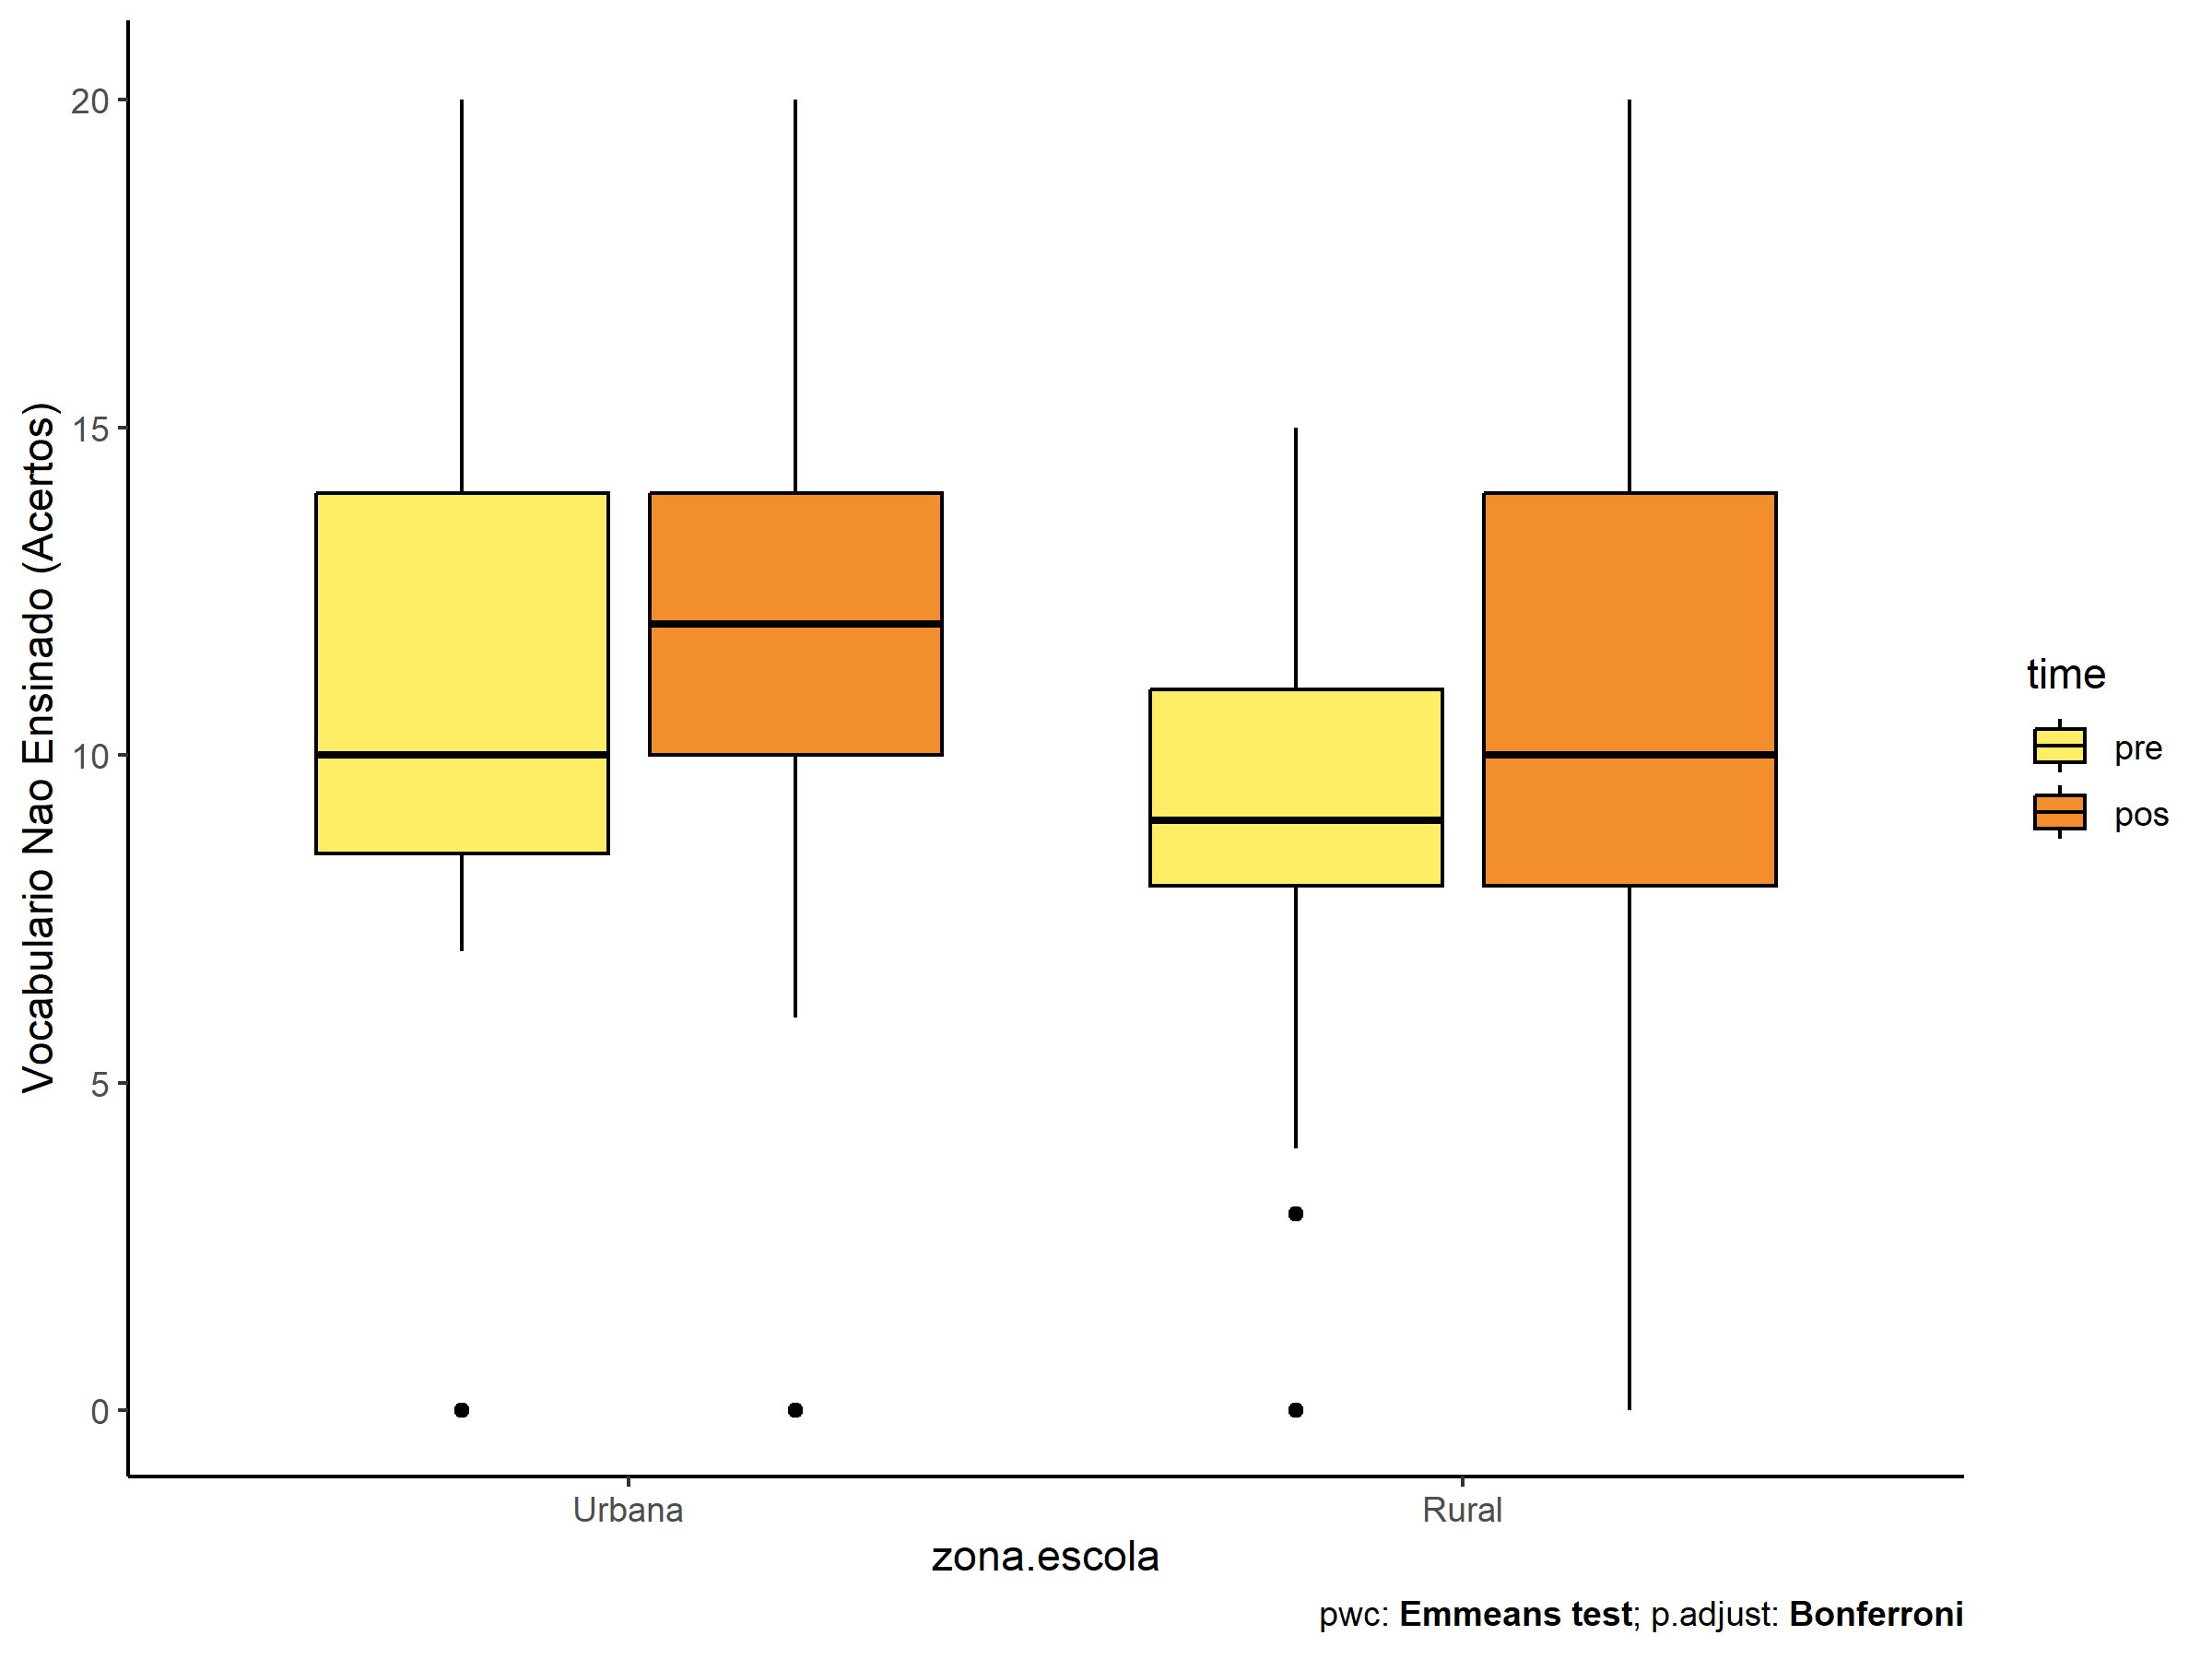 Vocabulario Nao Ensinado (Acertos)
20
15
10
5
0
Urbana
Rural
zona.escola
time
pre
pos
pwc: Emmeans test; p.adjust: Bonferroni